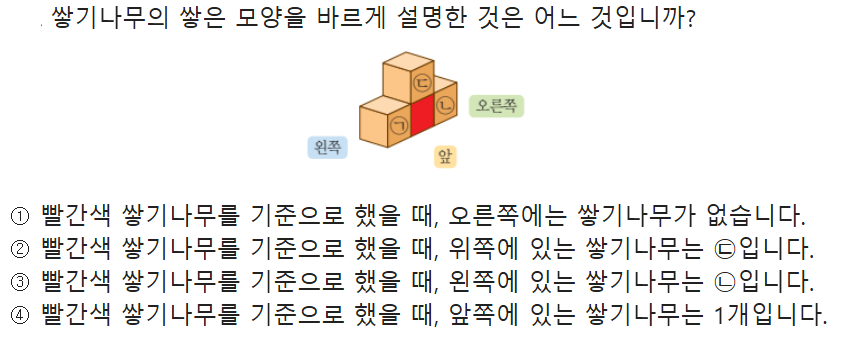 . 쌓기나무의 쌓은 모양을 바르게 설명한 것은 어느 것입니까?
㉢
㉠ ㉡
오른쪽
왼쪽
앞
① 빨간색 쌓기나무를 기준으로 했을 때, 오른쪽에는 쌓기나무가 없습니다.
② 빨간색 쌓기나무를 기준으로 했을 때, 위쪽에 있는 쌓기나무는 ㉢입니다.
③ 빨간색 쌓기나무를 기준으로 했을 때, 왼쪽에 있는 쌓기나무는 ㉡입니다.
④ 빨간색 쌓기나무를 기준으로 했을 때, 앞쪽에 있는 쌓기나무는 1개입니다.